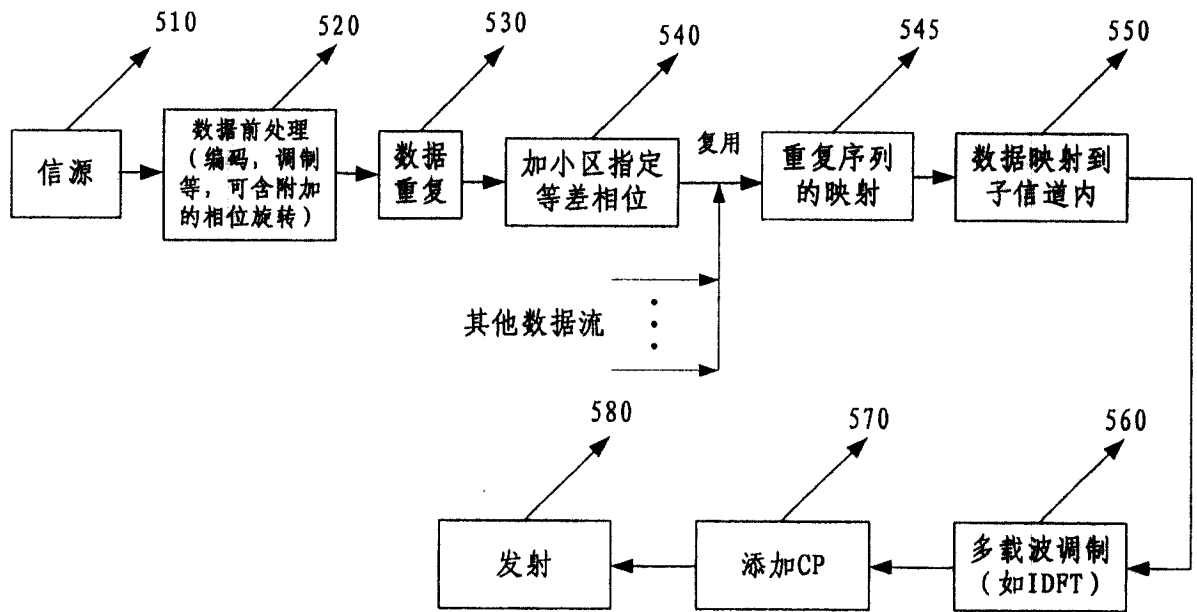 510
520
530
540
545
550
信源
数据前处理
（编码，调制
等，可含附加
的相位旋转）
数据
重复
加小区指定
等差相位
复用
重复序列
的映射
数据映射到
子信道内
其他数据流
580
570
560
发射
添加CP
多载波调制
（如IDFT）